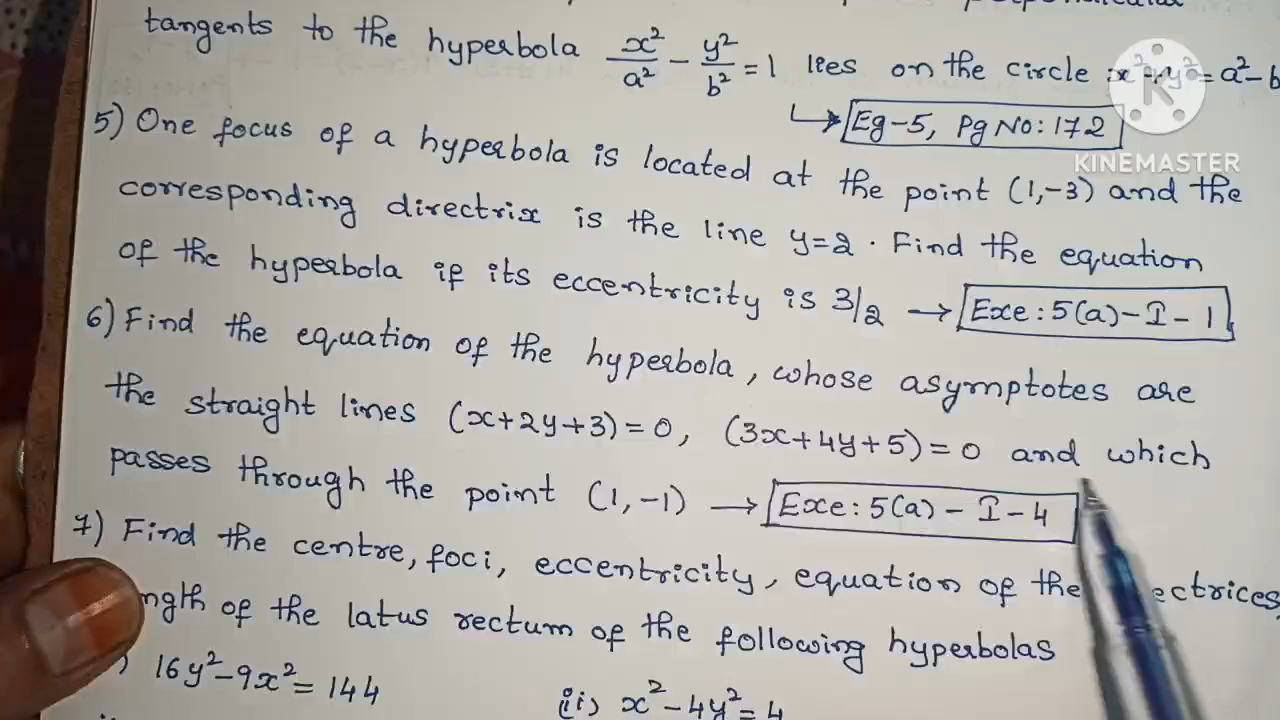 tangents to the hyperbola x²/a² - y²/b² = 1 lies on the circle x²+y²=a²-b
↳ Eg-5, Pg No: 172
KINEMASTER
5) One focus of a hyperbola is located at the point (1,-3) and the
corresponding directrix is the line y=2. Find the equation
of the hyperbola if its eccentricity is 3/2 → Exe: 5(a)-I-1
6) Find the equation of the hyperbola, whose asymptotes are
the straight lines (x+2y+3)=0, (3x+4y+5)=0 and which
passes through the point (1,-1) → Exe: 5(a)-I-4
7) Find the centre, foci, eccentricity, equation of the ectrices,
ngth of the latus rectum of the following hyperbolas
) 16y²-9x²=144 (ii) x²-4y²=4